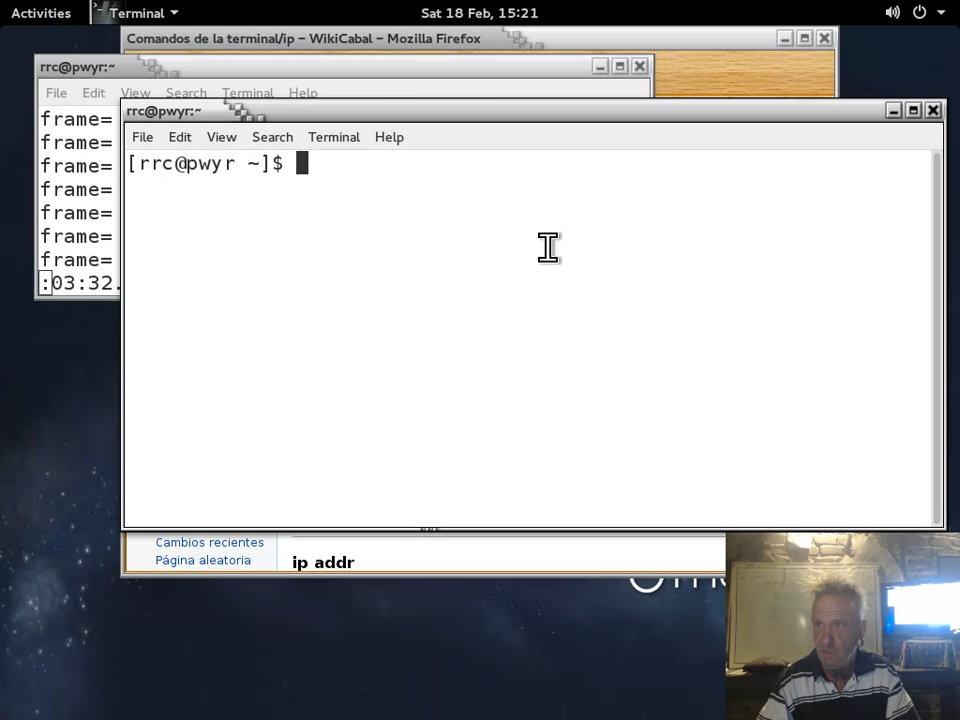 Activities
Terminal
Sat 18 Feb, 15:21
Comandos de la terminal/ip – WikiCabal – Mozilla Firefox
rrc@pwyr:~
File Edit View Search Terminal Help
frame=
frame=
frame=
frame=
frame=
frame=
frame=
:03:32.
rrc@pwyr:~
File Edit View Search Terminal Help
[rrc@pwyr ~]$
Cambios recientes
Página aleatoria
ip addr